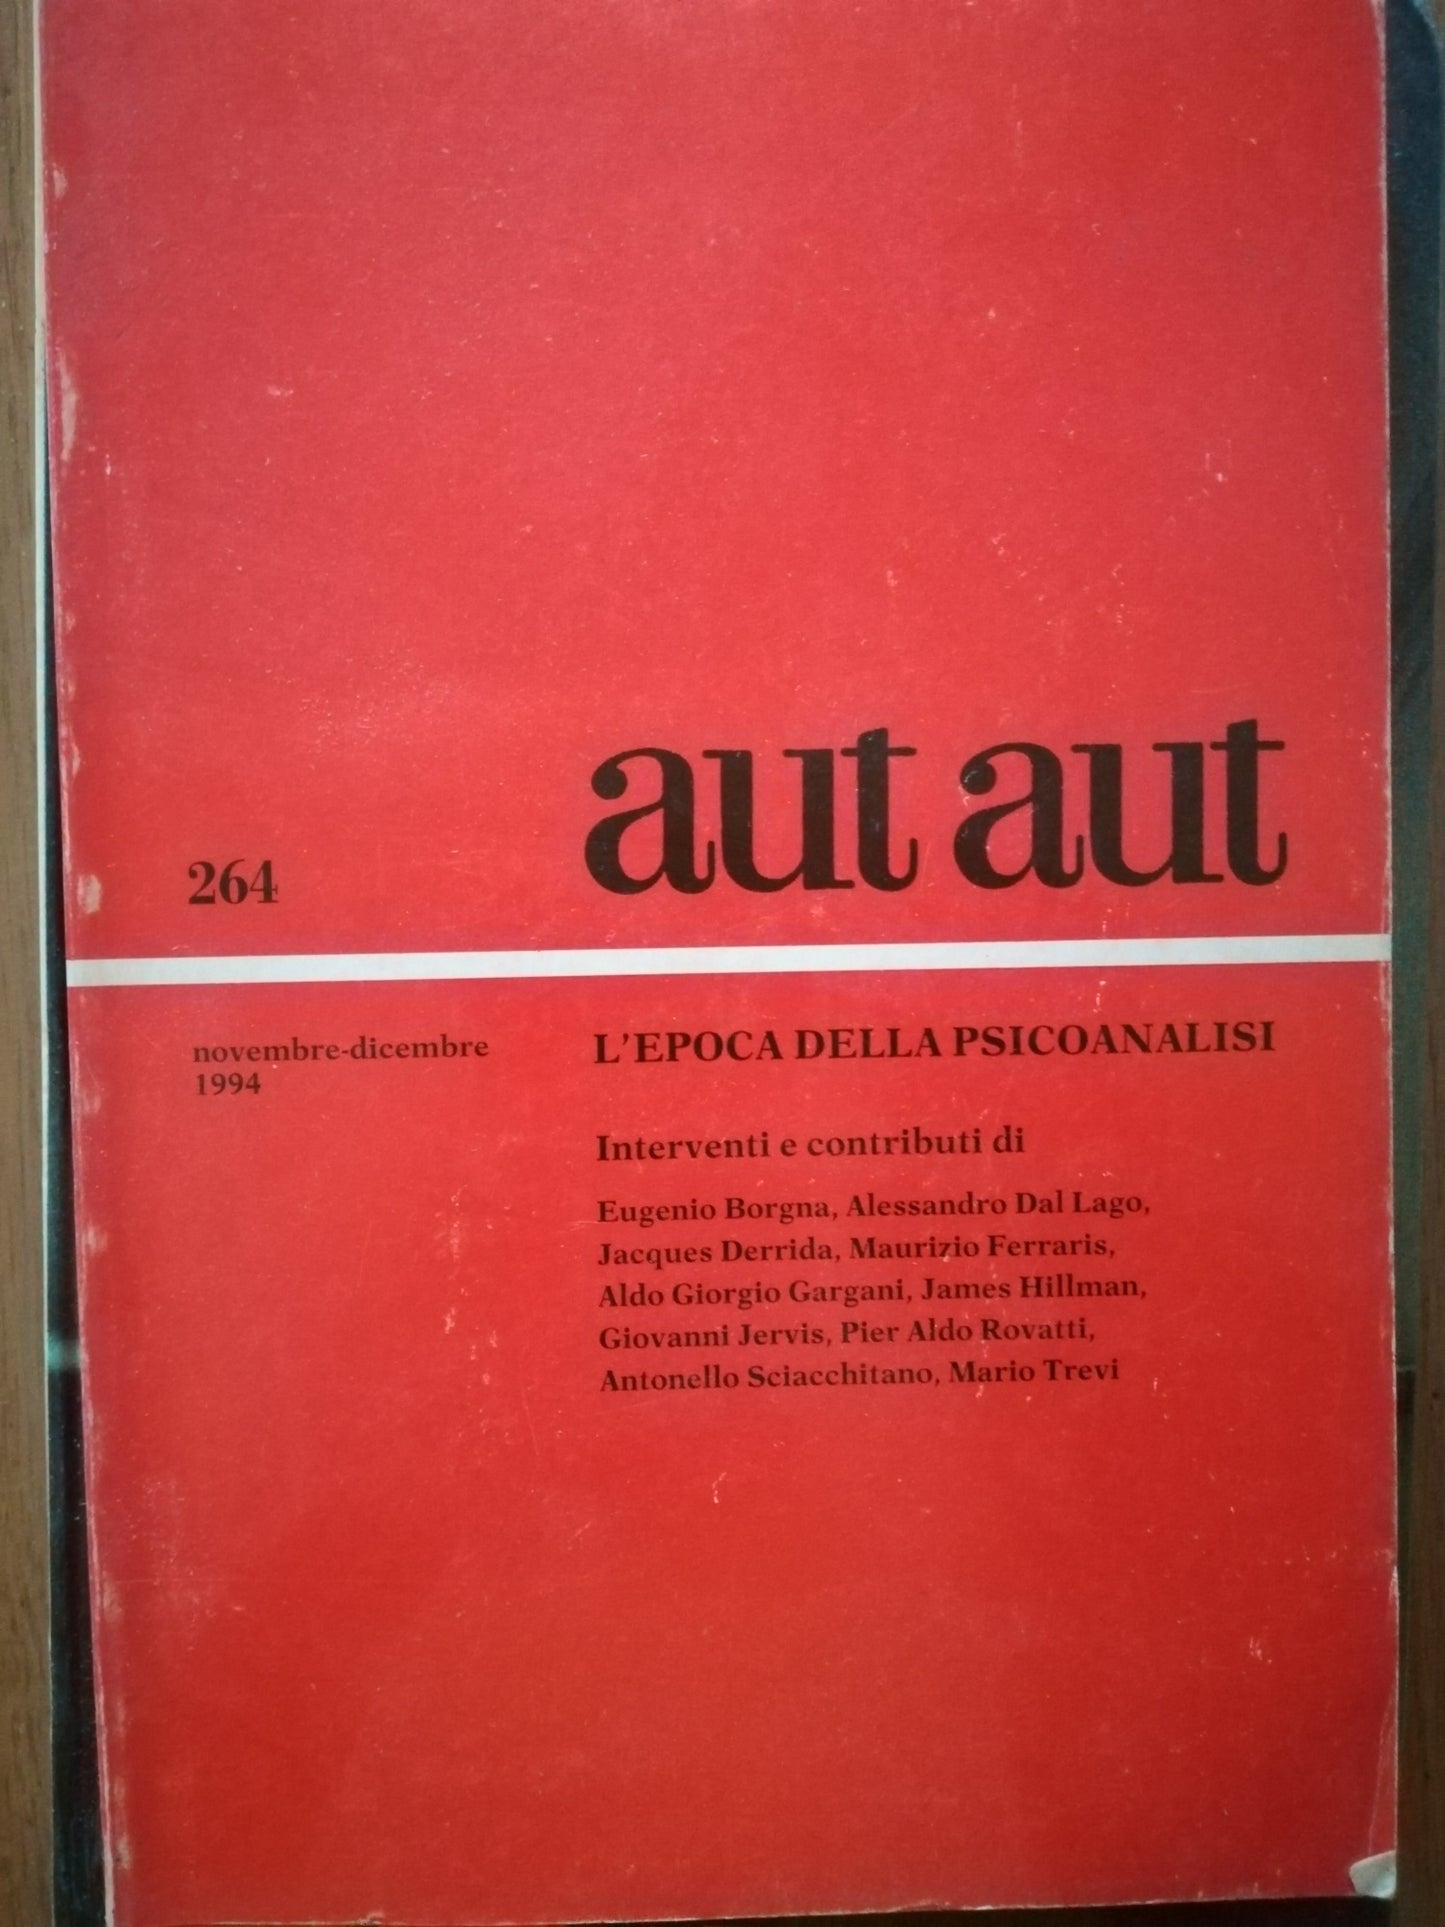 aut aut
264
novembre-dicembre
1994
L'EPOCA DELLA PSICOANALISI
Interventi e contributi di
Eugenio Borgna, Alessandro Dal Lago,
Jacques Derrida, Maurizio Ferraris,
Aldo Giorgio Gargani, James Hillman,
Giovanni Jervis, Pier Aldo Rovatti,
Antonello Sciacchitano, Mario Trevi